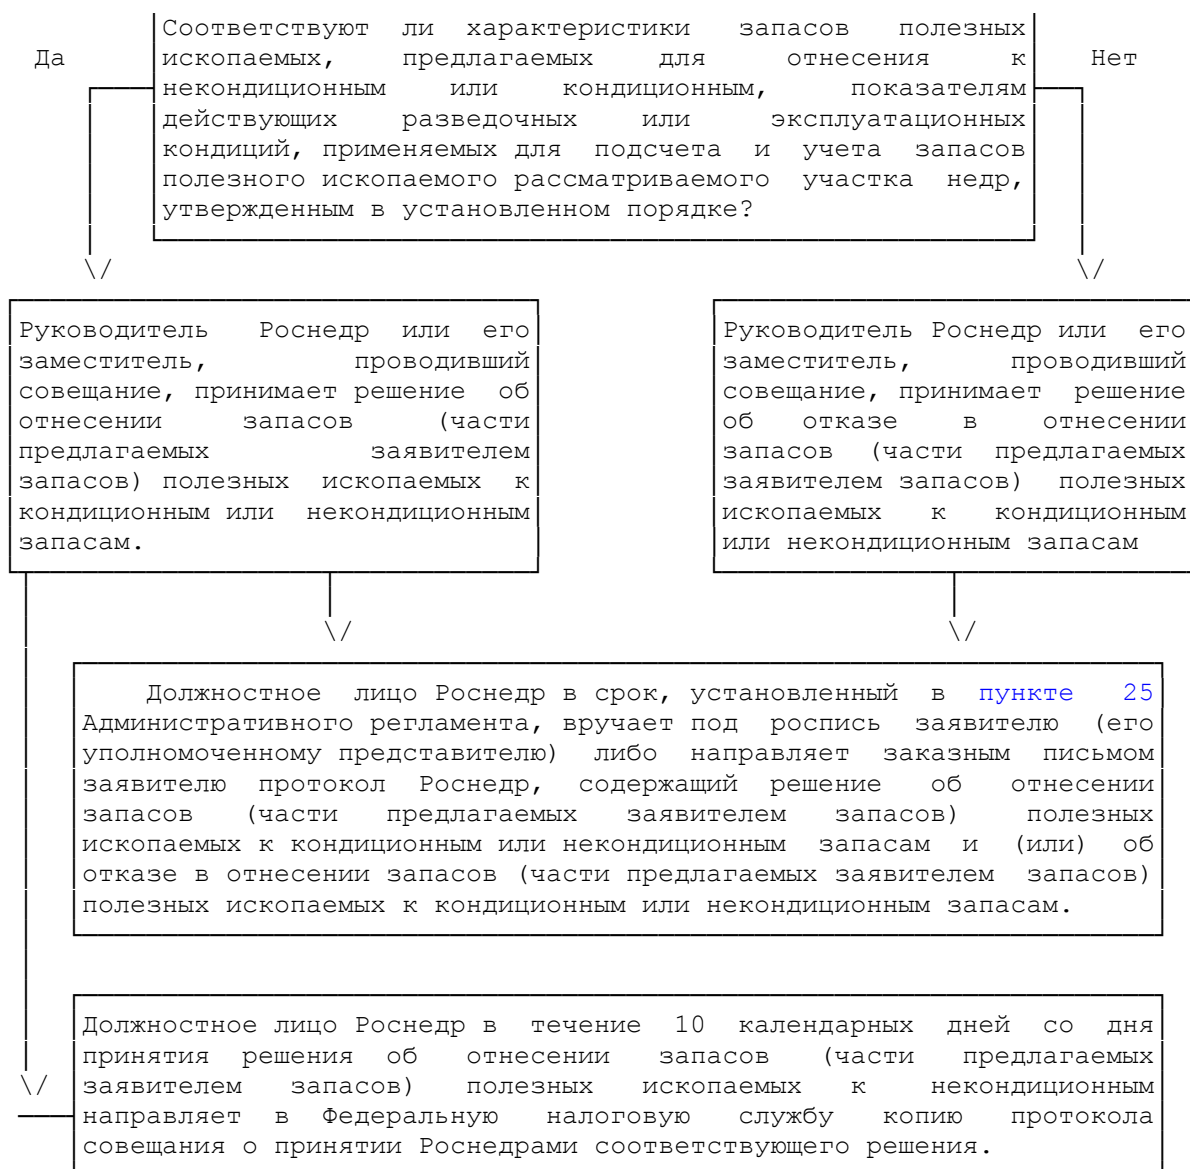 Соответствуют ли характеристики запасов полезных
Да ископаемых, предлагаемых для отнесения к Нет
некондиционным или кондиционным, показателям
действующих разведочных или эксплуатационных
кондиций, применяемых для подсчета и учета запасов
полезного ископаемого рассматриваемого участка недр,
утвержденным в установленном порядке?
Руководитель Роснедр или его
заместитель, проводивший
совещание, принимает решение об
отнесении запасов (части
предлагаемых заявителем
запасов) полезных ископаемых к
кондиционным или некондиционным
запасам.
Руководитель Роснедр или его
заместитель, проводивший
совещание, принимает решение
об отказе в отнесении
запасов (части предлагаемых
заявителем запасов) полезных
ископаемых к кондиционным
или некондиционным запасам
Должностное лицо Роснедр в срок, установленный в пункте 25
Административного регламента, вручает под роспись заявителю (его
уполномоченному представителю) либо направляет заказным письмом
заявителю протокол Роснедр, содержащий решение об отнесении
запасов (части предлагаемых заявителем запасов) полезных
ископаемых к кондиционным или некондиционным запасам и (или) об
отказе в отнесении запасов (части предлагаемых заявителем запасов)
полезных ископаемых к кондиционным или некондиционным запасам.
Должностное лицо Роснедр в течение 10 календарных дней со дня
принятия решения об отнесении запасов (части предлагаемых
заявителем запасов) полезных ископаемых к некондиционным
направляет в Федеральную налоговую службу копию протокола
совещания о принятии Роснедрами соответствующего решения.